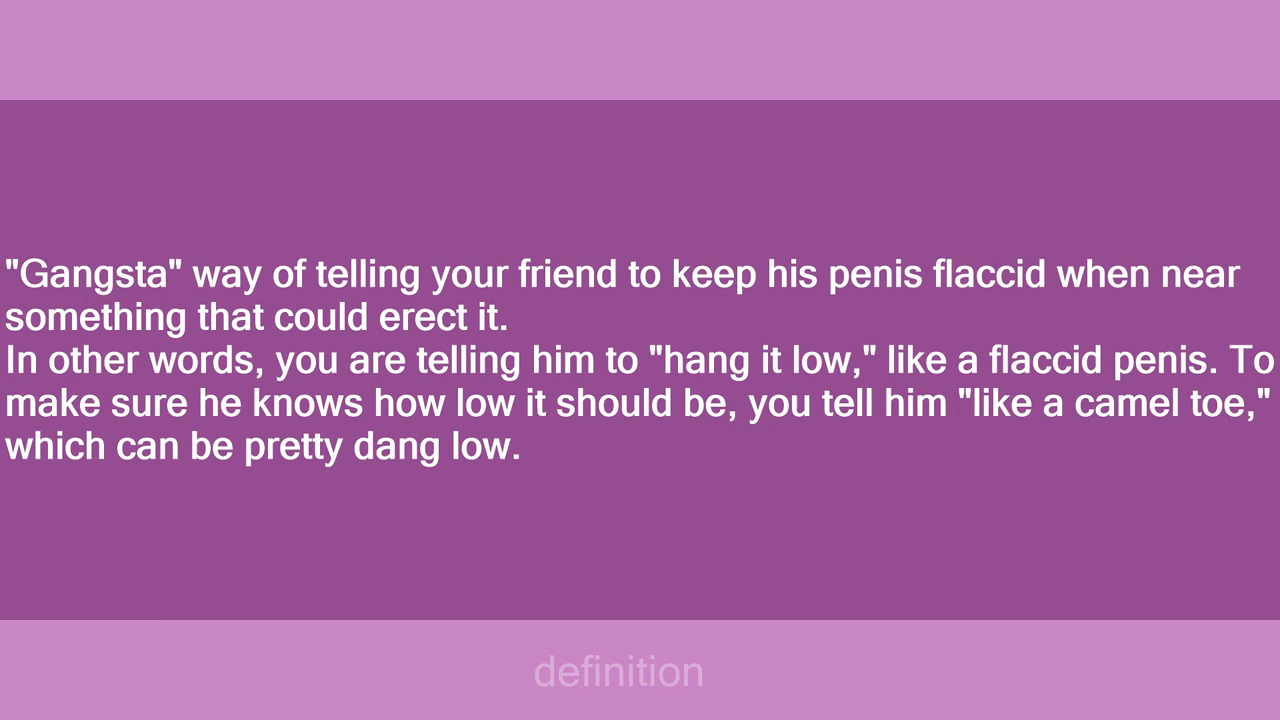 "Gangsta" way of telling your friend to keep his penis flaccid when near
something that could erect it.
In other words, you are telling him to "hang it low," like a flaccid penis. To
make sure he knows how low it should be, you tell him "like a camel toe,"
which can be pretty dang low.
definition